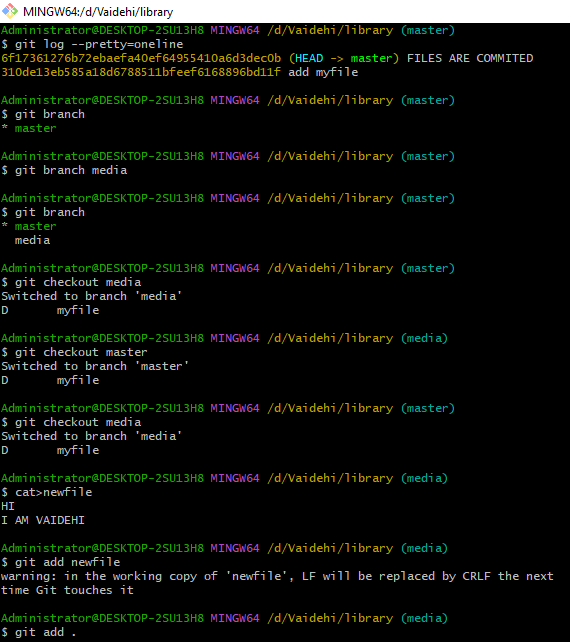 MINGW64:/d/Vaidehi/library
Administrator@DESKTOP-2SU13H8 MINGW64 /d/Vaidehi/library (master)
$ git log --pretty=oneline
6f17361276b72ebaefa40ef64955410a6d3dec0b (HEAD -> master) FILES ARE COMMITED
310de13eb585a18d6788511bfeef6168896bd11f add myfile
Administrator@DESKTOP-2SU13H8 MINGW64 /d/Vaidehi/library (master)
$ git branch
* master
Administrator@DESKTOP-2SU13H8 MINGW64 /d/Vaidehi/library (master)
$ git branch media
Administrator@DESKTOP-2SU13H8 MINGW64 /d/Vaidehi/library (master)
$ git branch
* master
  media
Administrator@DESKTOP-2SU13H8 MINGW64 /d/Vaidehi/library (master)
$ git checkout media
Switched to branch 'media'
D       myfile
Administrator@DESKTOP-2SU13H8 MINGW64 /d/Vaidehi/library (media)
$ git checkout master
Switched to branch 'master'
D       myfile
Administrator@DESKTOP-2SU13H8 MINGW64 /d/Vaidehi/library (master)
$ git checkout media
Switched to branch 'media'
D       myfile
Administrator@DESKTOP-2SU13H8 MINGW64 /d/Vaidehi/library (media)
$ cat>newfile
HI
I AM VAIDEHI
Administrator@DESKTOP-2SU13H8 MINGW64 /d/Vaidehi/library (media)
$ git add newfile
warning: in the working copy of 'newfile', LF will be replaced by CRLF the next
time Git touches it
Administrator@DESKTOP-2SU13H8 MINGW64 /d/Vaidehi/library (media)
$ git add .